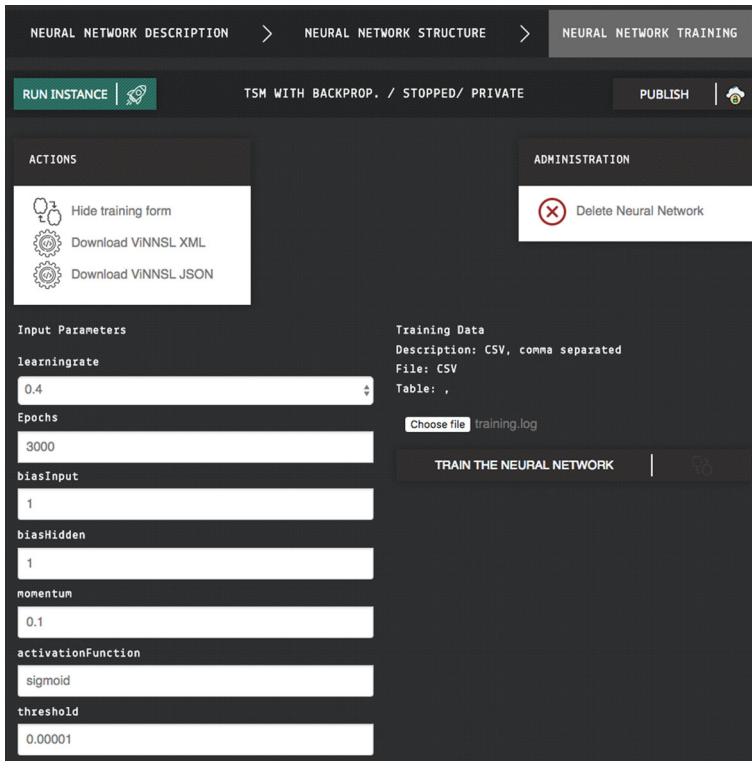 NEURAL NETWORK DESCRIPTION > NEURAL NETWORK STRUCTURE > NEURAL NETWORK TRAINING
RUN INSTANCE TSM WITH BACKPROP. / STOPPED/ PRIVATE PUBLISH
ACTIONS
Hide training form
Download ViNNSL XML
Download ViNNSL JSON
ADMINISTRATION
Delete Neural Network
Input Parameters
learningrate
0.4
Epochs
3000
biasInput
1
biasHidden
1
momentum
0.1
activationFunction
sigmoid
threshold
0.00001
Training Data
Description: CSV, comma separated
File: CSV
Table: ,
Choose file training.log
TRAIN THE NEURAL NETWORK